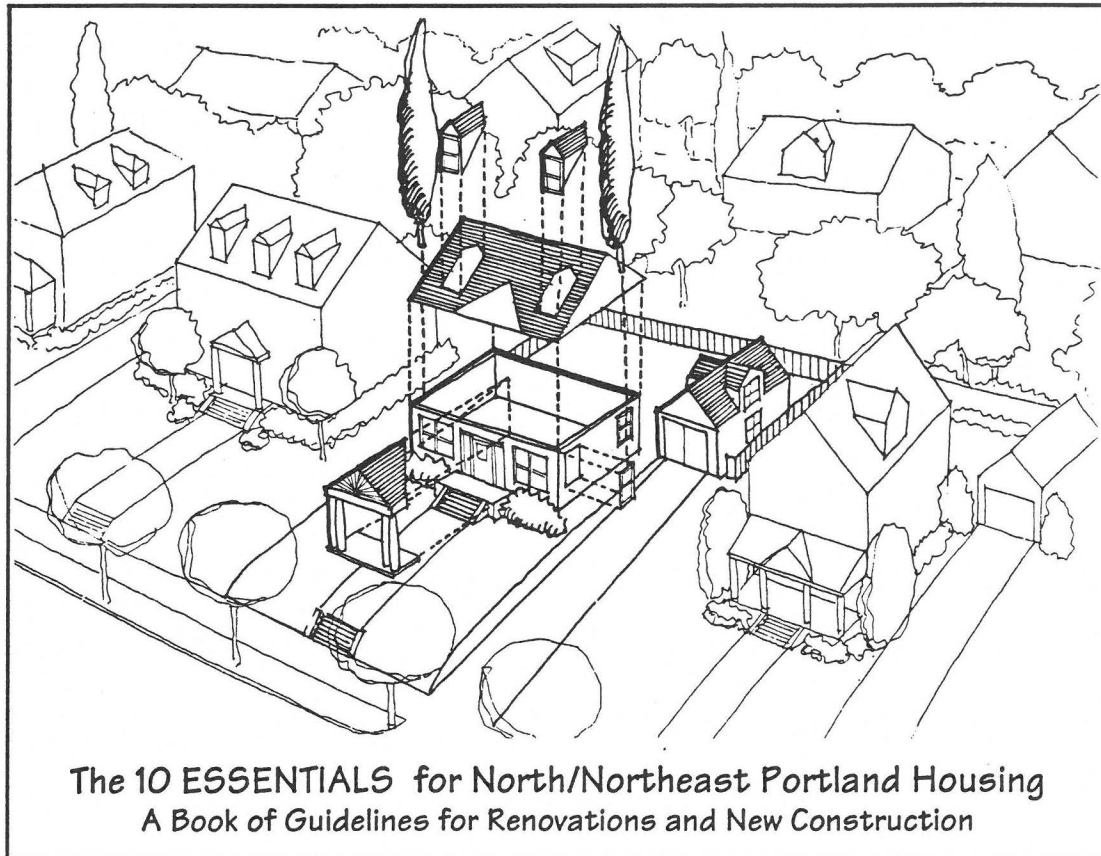 The 10 ESSENTIALS for North/Northeast Portland Housing
A Book of Guidelines for Renovations and New Construction